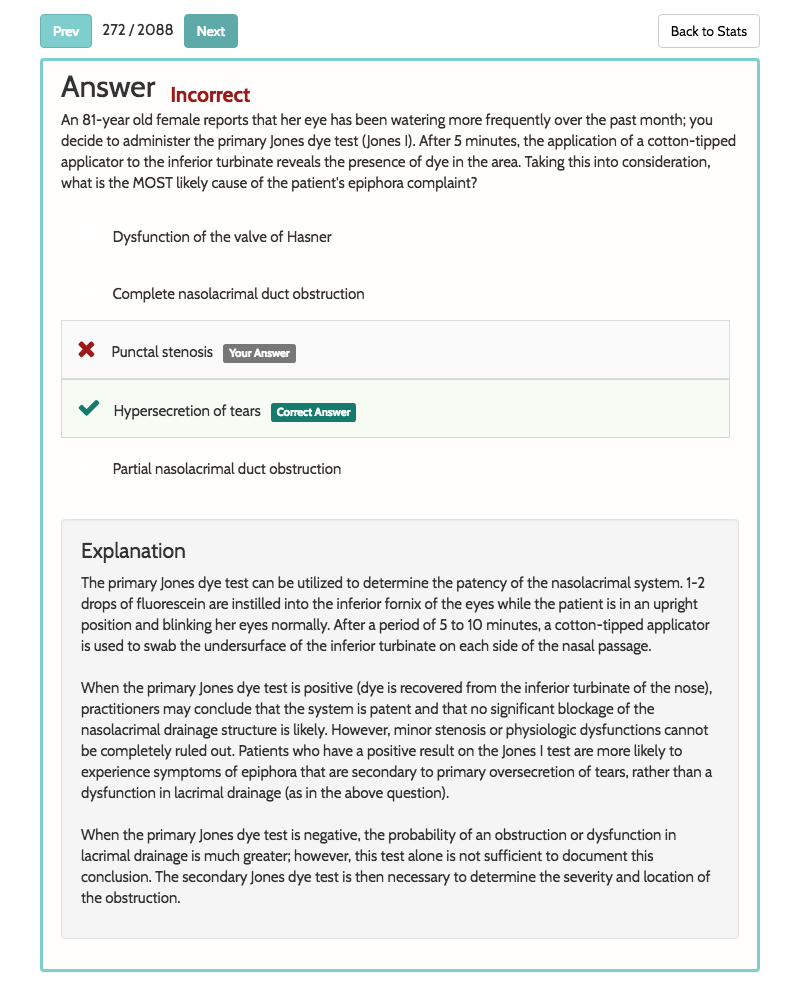 Prev 272 / 2088 Next Back to Stats
Answer Incorrect
An 81-year old female reports that her eye has been watering more frequently over the past month; you
decide to administer the primary Jones dye test (Jones I). After 5 minutes, the application of a cotton-tipped
applicator to the inferior turbinate reveals the presence of dye in the area. Taking this into consideration,
what is the MOST likely cause of the patient's epiphora complaint?
Dysfunction of the valve of Hasner
Complete nasolacrimal duct obstruction
Punctal stenosis Your Answer
Hypersecretion of tears Correct Answer
Partial nasolacrimal duct obstruction
Explanation
The primary Jones dye test can be utilized to determine the patency of the nasolacrimal system. 1-2
drops of fluorescein are instilled into the inferior fornix of the eyes while the patient is in an upright
position and blinking her eyes normally. After a period of 5 to 10 minutes, a cotton-tipped applicator
is used to swab the undersurface of the inferior turbinate on each side of the nasal passage.
When the primary Jones dye test is positive (dye is recovered from the inferior turbinate of the nose),
practitioners may conclude that the system is patent and that no significant blockage of the
nasolacrimal drainage structure is likely. However, minor stenosis or physiologic dysfunctions cannot
be completely ruled out. Patients who have a positive result on the Jones I test are more likely to
experience symptoms of epiphora that are secondary to primary oversecretion of tears, rather than a
dysfunction in lacrimal drainage (as in the above question).
When the primary Jones dye test is negative, the probability of an obstruction or dysfunction in
lacrimal drainage is much greater; however, this test alone is not sufficient to document this
conclusion. The secondary Jones dye test is then necessary to determine the severity and location of
the obstruction.